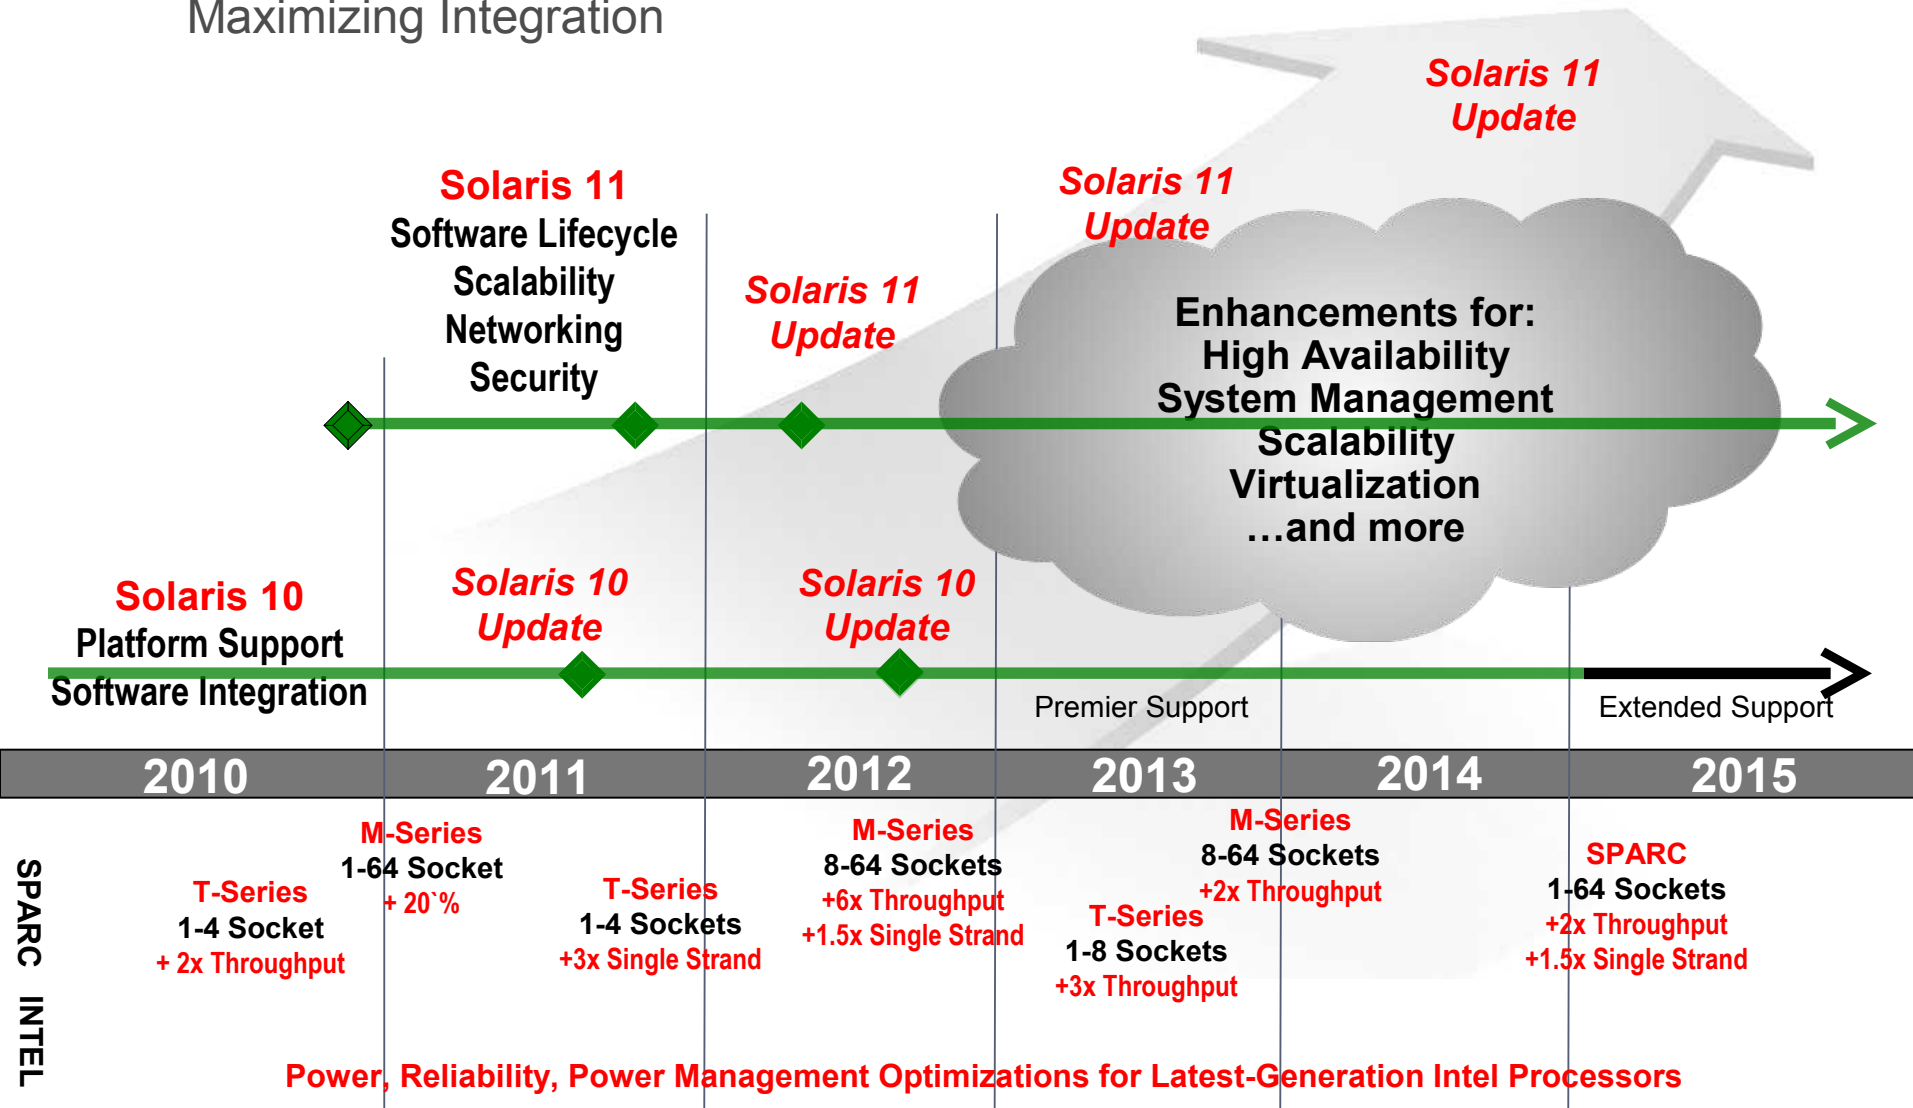 Maximizing Integration
Solaris 11
Update
Solaris 11
Software Lifecycle
Scalability
Networking
Security
Solaris 11
Update
Solaris 11
Update
Enhancements for:
High Availability
System Management
Scalability
Virtualization
...and more
Solaris 10
Platform Support
Software Integration
Solaris 10
Update
Solaris 10
Update
Premier Support
Extended Support
2010
2011
2012
2013
2014
2015
SPARC
INTEL
T-Series
1-4 Socket
+ 2x Throughput
M-Series
1-64 Socket
+ 20`%
T-Series
1-4 Sockets
+3x Single Strand
M-Series
8-64 Sockets
+6x Throughput
+1.5x Single Strand
T-Series
1-8 Sockets
+3x Throughput
M-Series
8-64 Sockets
+2x Throughput
SPARC
1-64 Sockets
+2x Throughput
+1.5x Single Strand
Power, Reliability, Power Management Optimizations for Latest-Generation Intel Processors